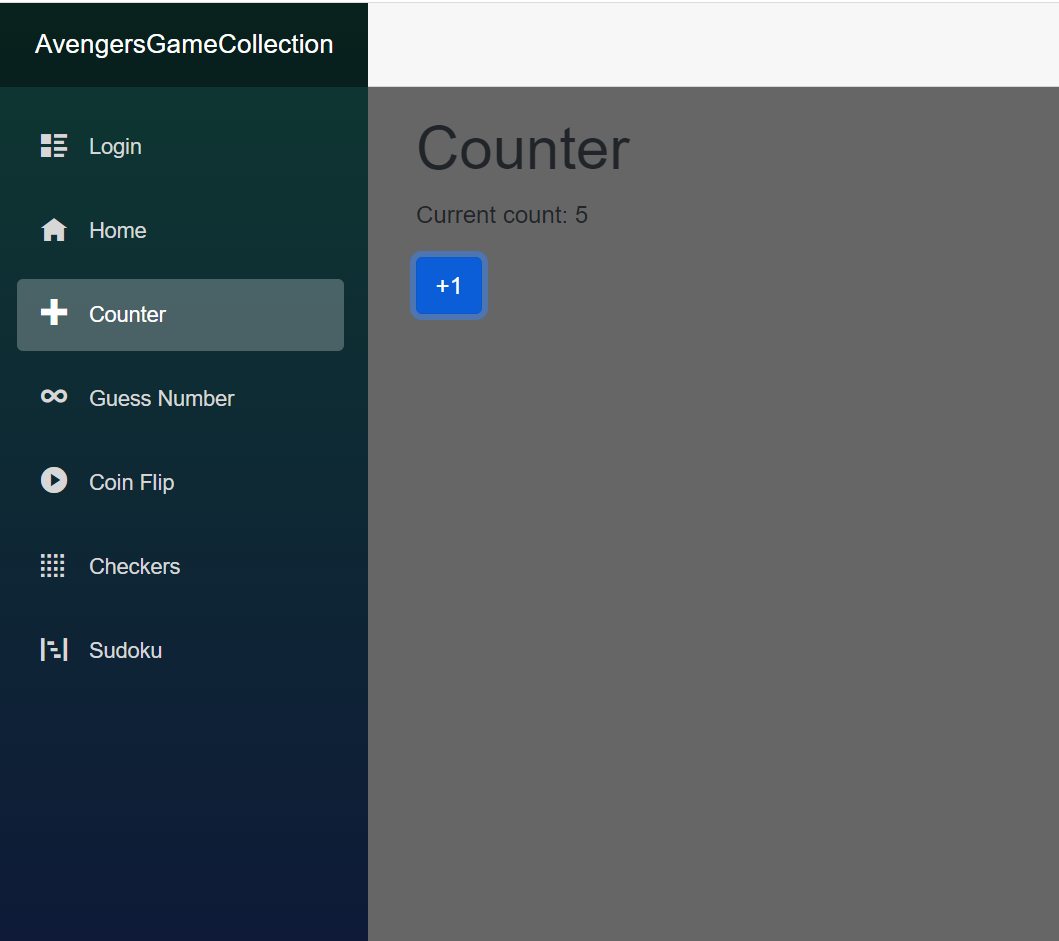 AvengersGameCollection
Login
Home
Counter
Guess Number
Coin Flip
Checkers
Sudoku
Counter
Current count: 5
+1